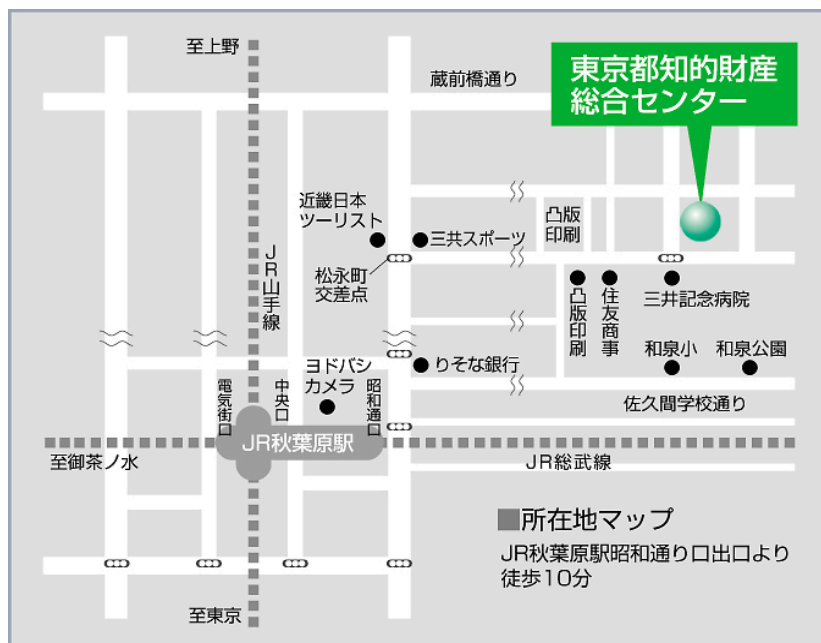 至上野
蔵前橋通り
東京都知的財産
総合センター
近畿日本
ツーリスト
三共スポーツ
凸版
印刷
JR山手線
松永町
交差点
凸版印刷
住友商事
三井記念病院
ヨドバシ
カメラ
りそな銀行
和泉小
和泉公園
電気街口
中央口
昭和通口
佐久間学校通り
JR秋葉原駅
至御茶ノ水
JR総武線
■所在地マップ
JR秋葉原駅昭和通り口出口より
徒歩10分
至東京